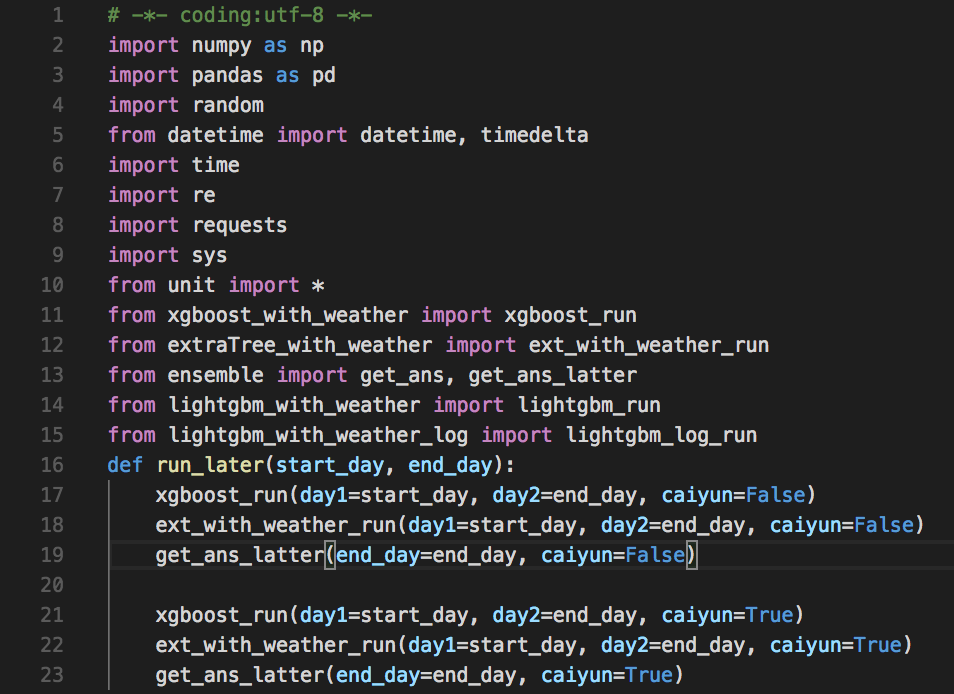 1 # -*- coding:utf-8 -*-
2 import numpy as np
3 import pandas as pd
4 import random
5 from datetime import datetime, timedelta
6 import time
7 import re
8 import requests
9 import sys
10 from unit import *
11 from xgboost_with_weather import xgboost_run
12 from extraTree_with_weather import ext_with_weather_run
13 from ensemble import get_ans, get_ans_latter
14 from lightgbm_with_weather import lightgbm_run
15 from lightgbm_with_weather_log import lightgbm_log_run
16 def run_later(start_day, end_day):
17     xgboost_run(day1=start_day, day2=end_day, caiyun=False)
18     ext_with_weather_run(day1=start_day, day2=end_day, caiyun=False)
19     get_ans_latter(end_day=end_day, caiyun=False)
20
21     xgboost_run(day1=start_day, day2=end_day, caiyun=True)
22     ext_with_weather_run(day1=start_day, day2=end_day, caiyun=True)
23     get_ans_latter(end_day=end_day, caiyun=True)